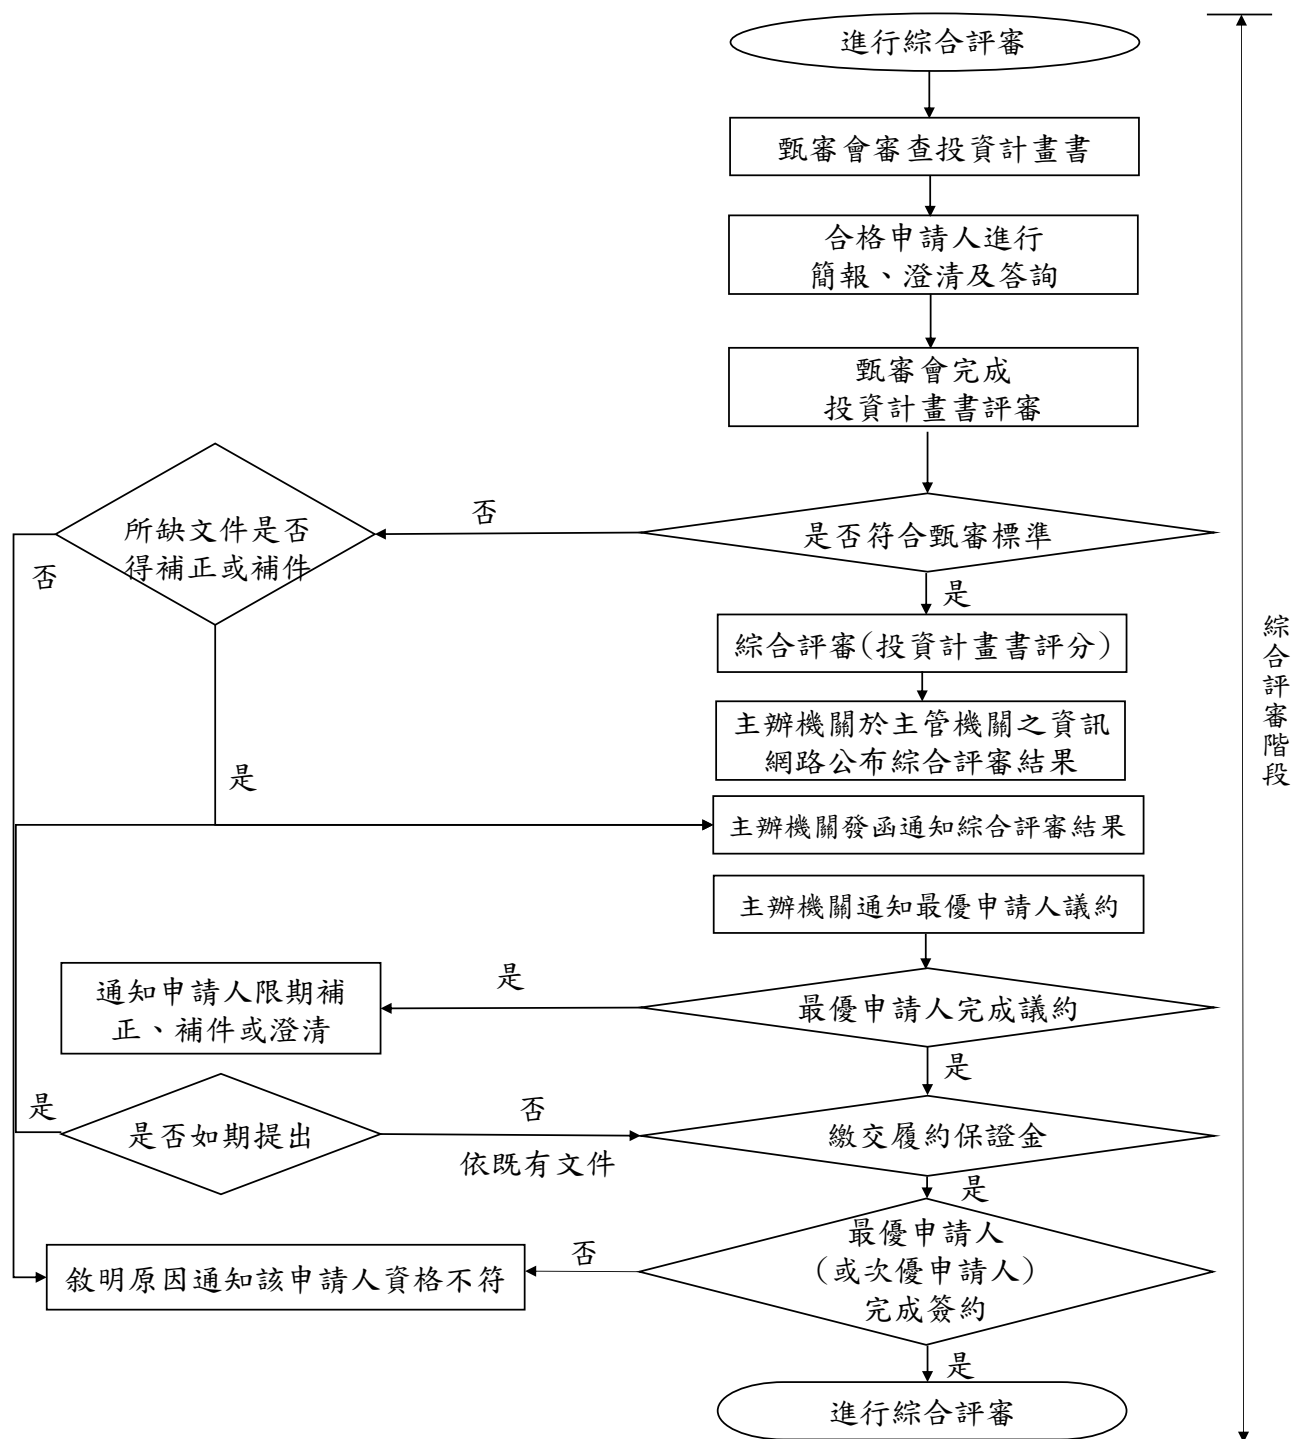 進行綜合評審
甄審會審查投資計畫書
合格申請人進行
簡報、澄清及答詢
甄審會完成
投資計畫書評審
是否符合甄審標準
否
所缺文件是否
得補正或補件
否
是
綜合評審(投資計畫書評分)
主辦機關於主管機關之資訊
網路公布綜合評審結果
是
主辦機關發函通知綜合評審結果
主辦機關通知最優申請人議約
最優申請人完成議約
是
通知申請人限期補
正、補件或澄清
是
繳交履約保證金
是
是否如期提出
否
依既有文件
是
最優申請人
(或次優申請人)
完成簽約
否
敘明原因通知該申請人資格不符
是
進行綜合評審
綜合評審階段